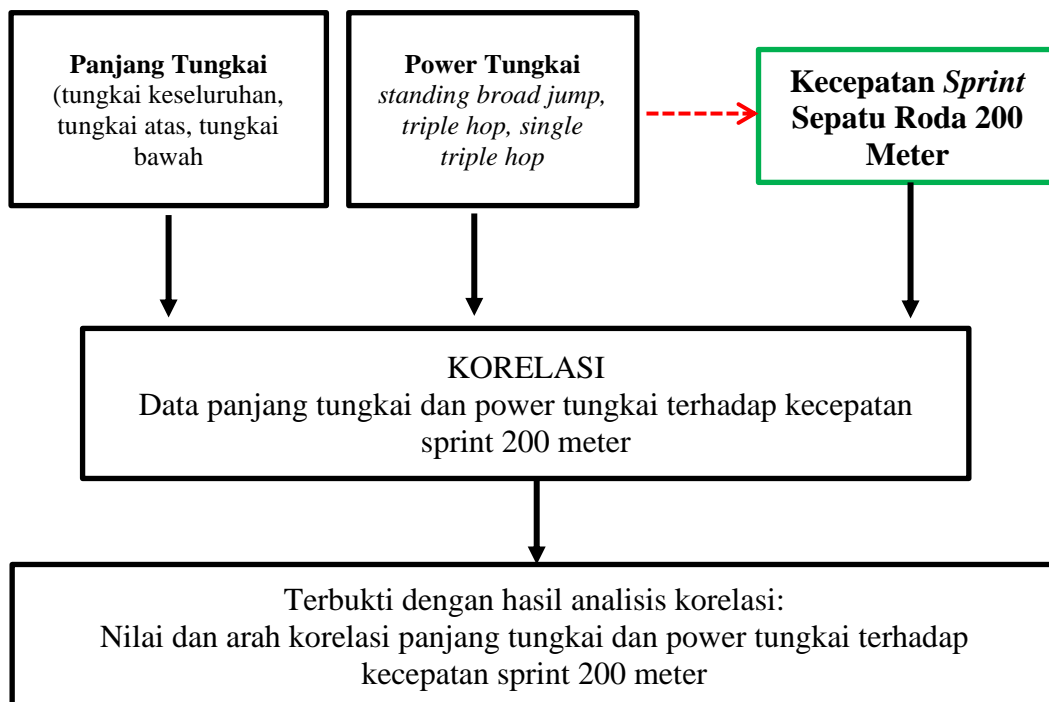 Panjang Tungkai
(tungkai keseluruhan,
tungkai atas, tungkai
bawah
Power Tungkai
standing broad jump,
triple hop, single
triple hop
Kecepatan Sprint
Sepatu Roda 200
Meter
KORELASI
Data panjang tungkai dan power tungkai terhadap kecepatan
sprint 200 meter
Terbukti dengan hasil analisis korelasi:
Nilai dan arah korelasi panjang tungkai dan power tungkai terhadap
kecepatan sprint 200 meter